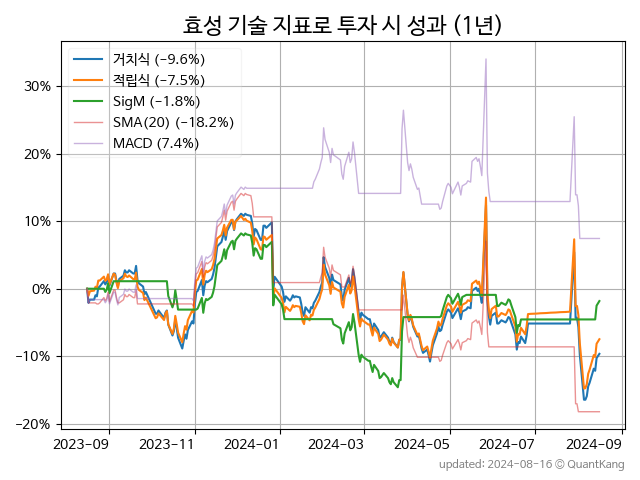 효성 기술 지표로 투자 시 성과 (1년)
거치식 (−9.6%)
적립식 (−7.5%)
SigM (−1.8%)
SMA(20) (−18.2%)
MACD (7.4%)
30%
20%
10%
0%
−10%
−20%
2023−09 2023−11 2024−01 2024−03 2024−05 2024−07 2024−09
updated: 2024−08−16 © QuantKang